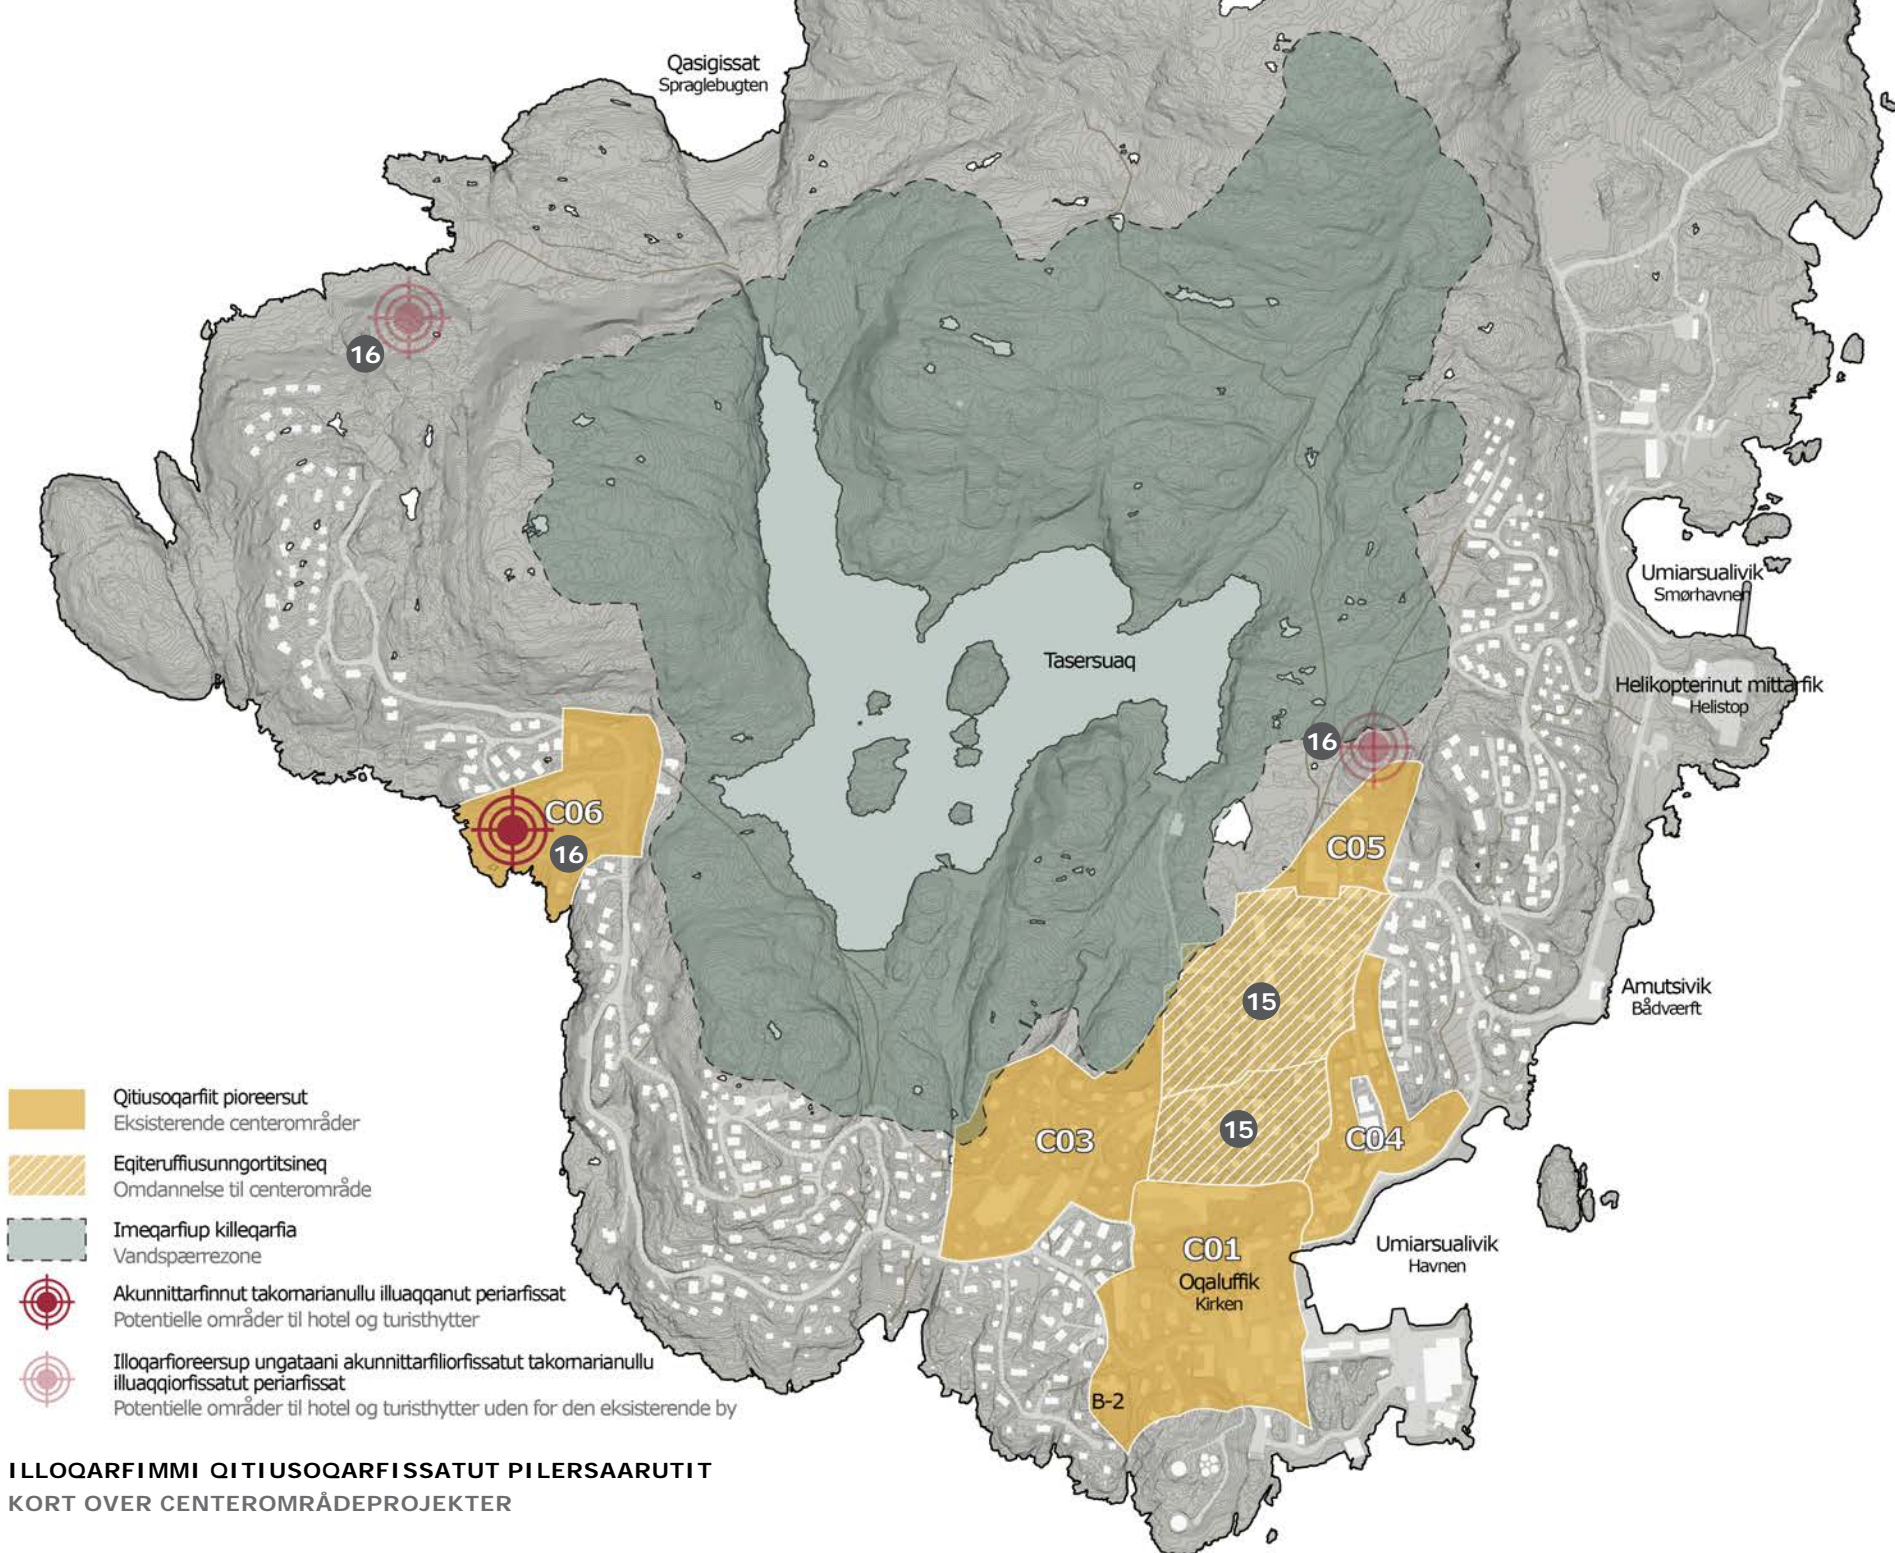 Qasigissat
Spraglebugten
16
Umiarsualivik
Smørhavnen
Tasersuaq
Helikopterinut mittarfik
Helistop
16
C06
16
C05
Amutsivik
Bådværft
15
15
C03
C04
C01
Oqaluffik
Kirken
Umiarsualivik
Havnen
B-2
Qitiusoqarfiit pioreersut
Eksisterende centerområder
Eqiteruffiusunngortitsineq
Omdannelse til centerområde
Imeqarfiup killeqarfia
Vandspærrezone
Akunnittarfinnut takornarianullu illuaqqanut periarfissat
Potentielle områder til hotel og turisthytter
Illoqarfioreersup ungataani akunnittarfiliorfissatut takornarianullu
illuaqqiorfissatut periarfissat
Potentielle områder til hotel og turisthytter uden for den eksisterende by
ILLOQARFIMMI QITIUSOQARFISSATUT PILERSAARUTIT
KORT OVER CENTEROMRÅDEPROJEKTER